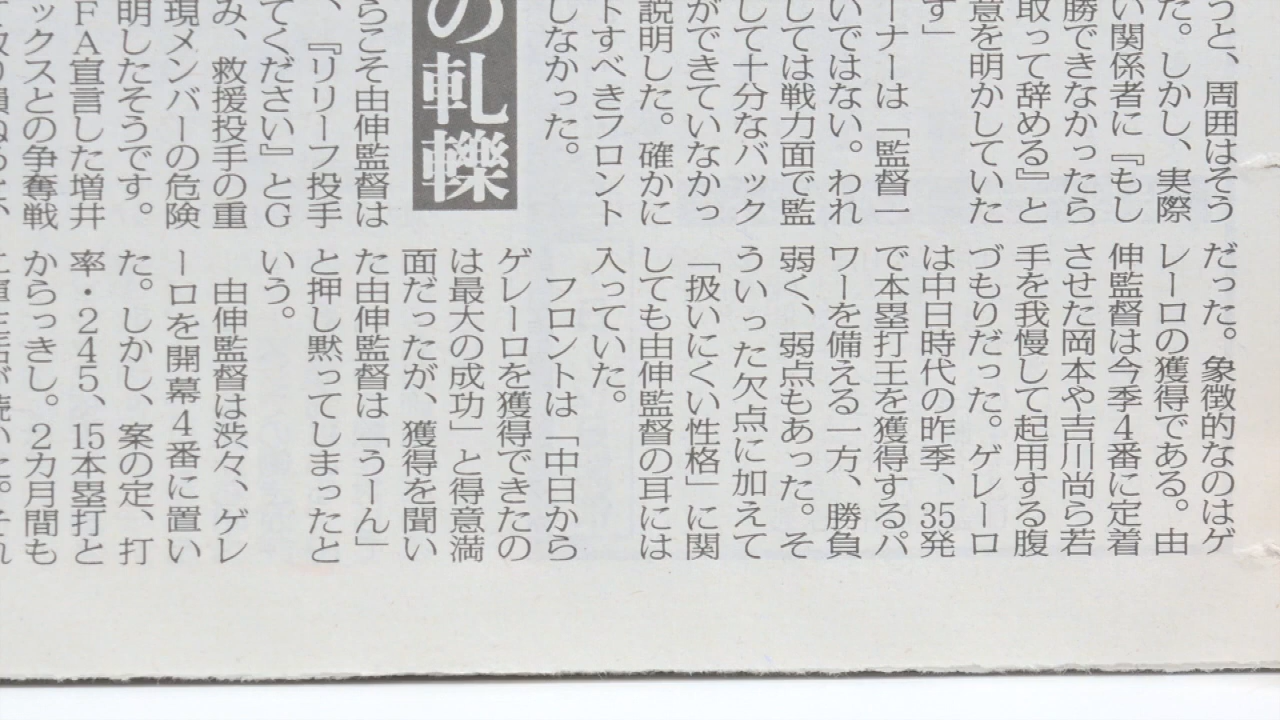 うと、周囲はそう
た。しかし、実際
い関係者に『もし
勝できなかったら
取って辞める』と
意を明かしていた
す」
ーナーは「監督一
いではない。われ
しては戦力面で監
して十分なバック
ができていなかっ
説明した。確かに
トすべきフロント
しなかった。
の軋轢
らこそ由伸監督は
、『リリーフ投手
てください』とG
み、救援投手の重
現メンバーの危険
明したそうです。
FA宣言した増井
ックスとの争奪戦
だった。象徴的なのはゲ
レーロの獲得である。由
伸監督は今季4番に定着
させた岡本や吉川尚ら若
手を我慢して起用する腹
づもりだった。ゲレーロ
は中日時代の昨季、35発
で本塁打王を獲得するパ
ワーを備える一方、勝負
弱く、弱点もあった。そ
ういった欠点に加えて
「扱いにくい性格」に関
しても由伸監督の耳には
入っていた。
フロントは「中日から
ゲレーロを獲得できたの
は最大の成功」と得意満
面だったが、獲得を聞い
た由伸監督は「うーん」
と押し黙ってしまったと
いう。
由伸監督は渋々、ゲレ
ーロを開幕4番に置い
た。しかし、案の定、打
率・245、15本塁打と
からっきし。2カ月間も